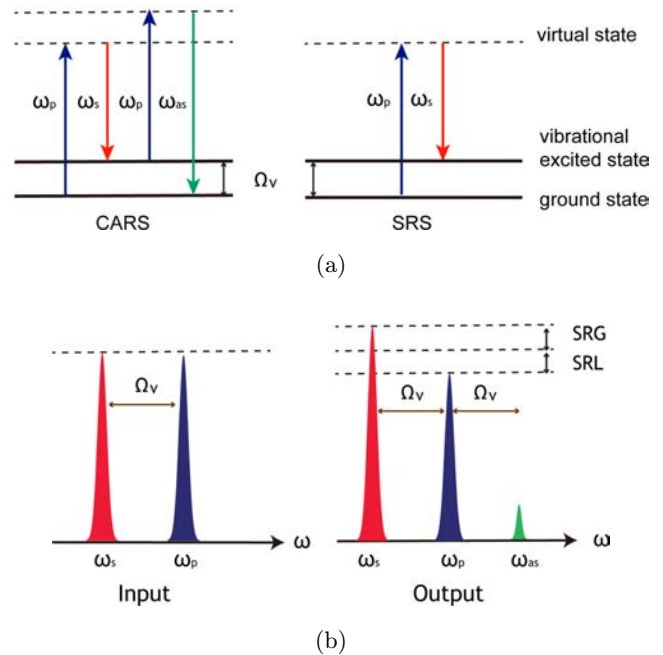 virtual state
ωp ωs ωp ωas
ωp ωs
vibrational
excited state
Ωv
ground state
CARS
SRS
(a)
SRG
SRL
Ωv
Ωv Ωv
ω
ω
ωs ωp
ωs ωp ωas
Input
Output
(b)